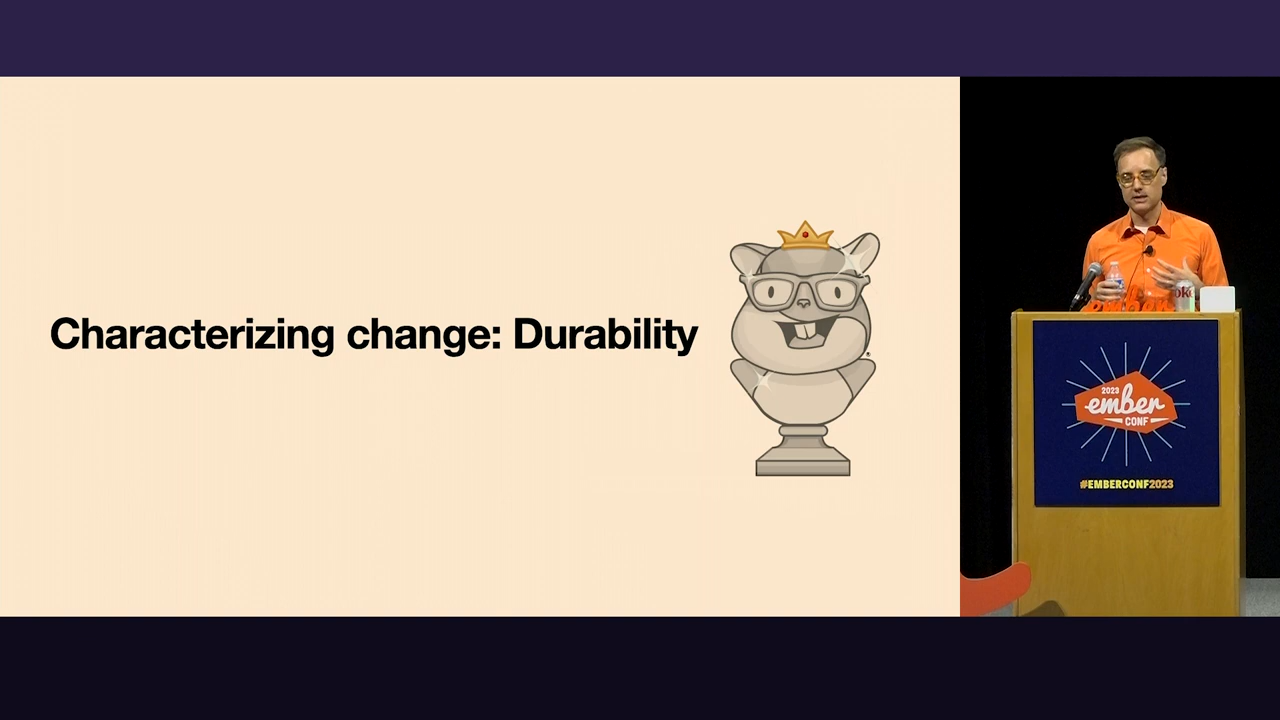 Characterizing change: Durability
2023
ember
CONF
#EMBERCONF2023